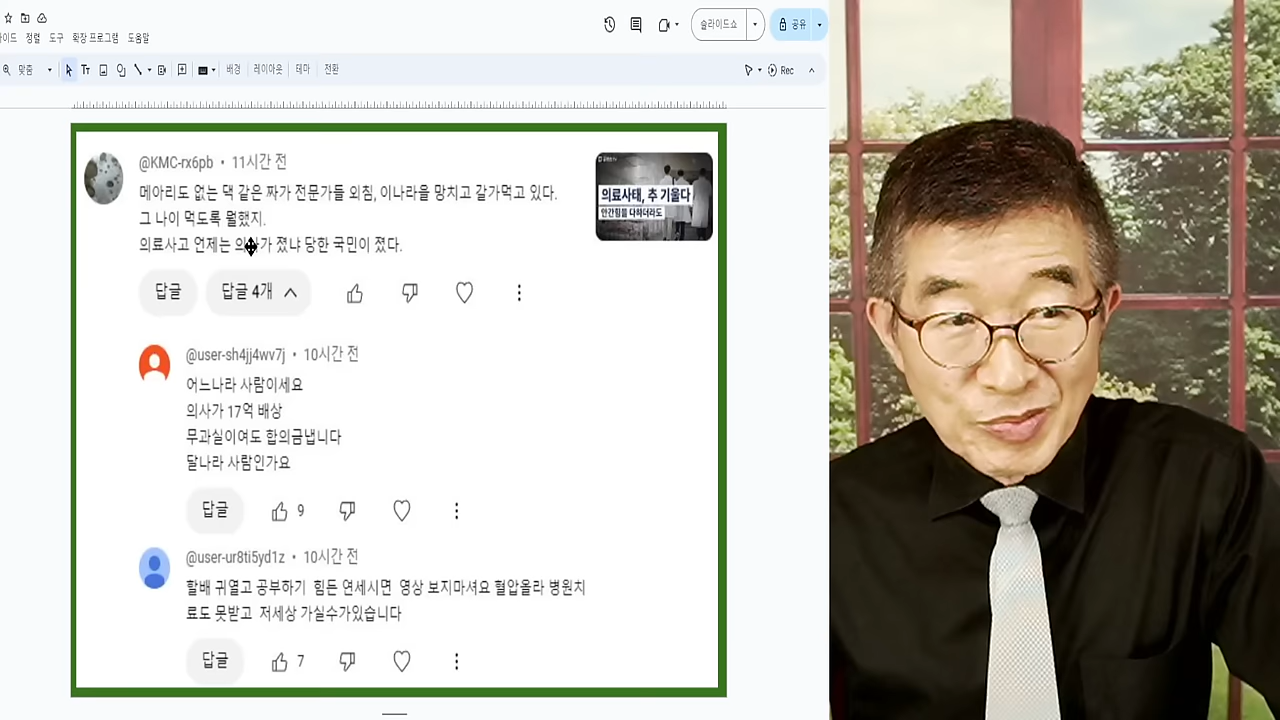 슬라이드쇼
공유
정렬 도구 확장 프로그램 도움말
맞춤
배경 레이아웃 테마 전환
Rec
@KMC-rx6pb • 11시간 전
메아리도 없는 댁 같은 짜가 전문가들 외침, 이나라을 망치고 갈가먹고 있다.
그 나이 먹도록 뭘했지.
의료사고 언제는 의사가 졌냐 당한 국민이 졌다.
의료사태, 추 기울다
안간힘을 다하더라도
답글 답글 4개
@user-sh4jj4wv7j • 10시간 전
어느나라 사람이세요
의사가 17억 배상
무과실이여도 합의금냅니다
달나라 사람인가요
답글 9
@user-ur8ti5yd1z • 10시간 전
할배 귀열고 공부하기 힘든 연세시면 영상 보지마셔요 혈압올라 병원치
료도 못받고 저세상 가실수가있습니다
답글 7